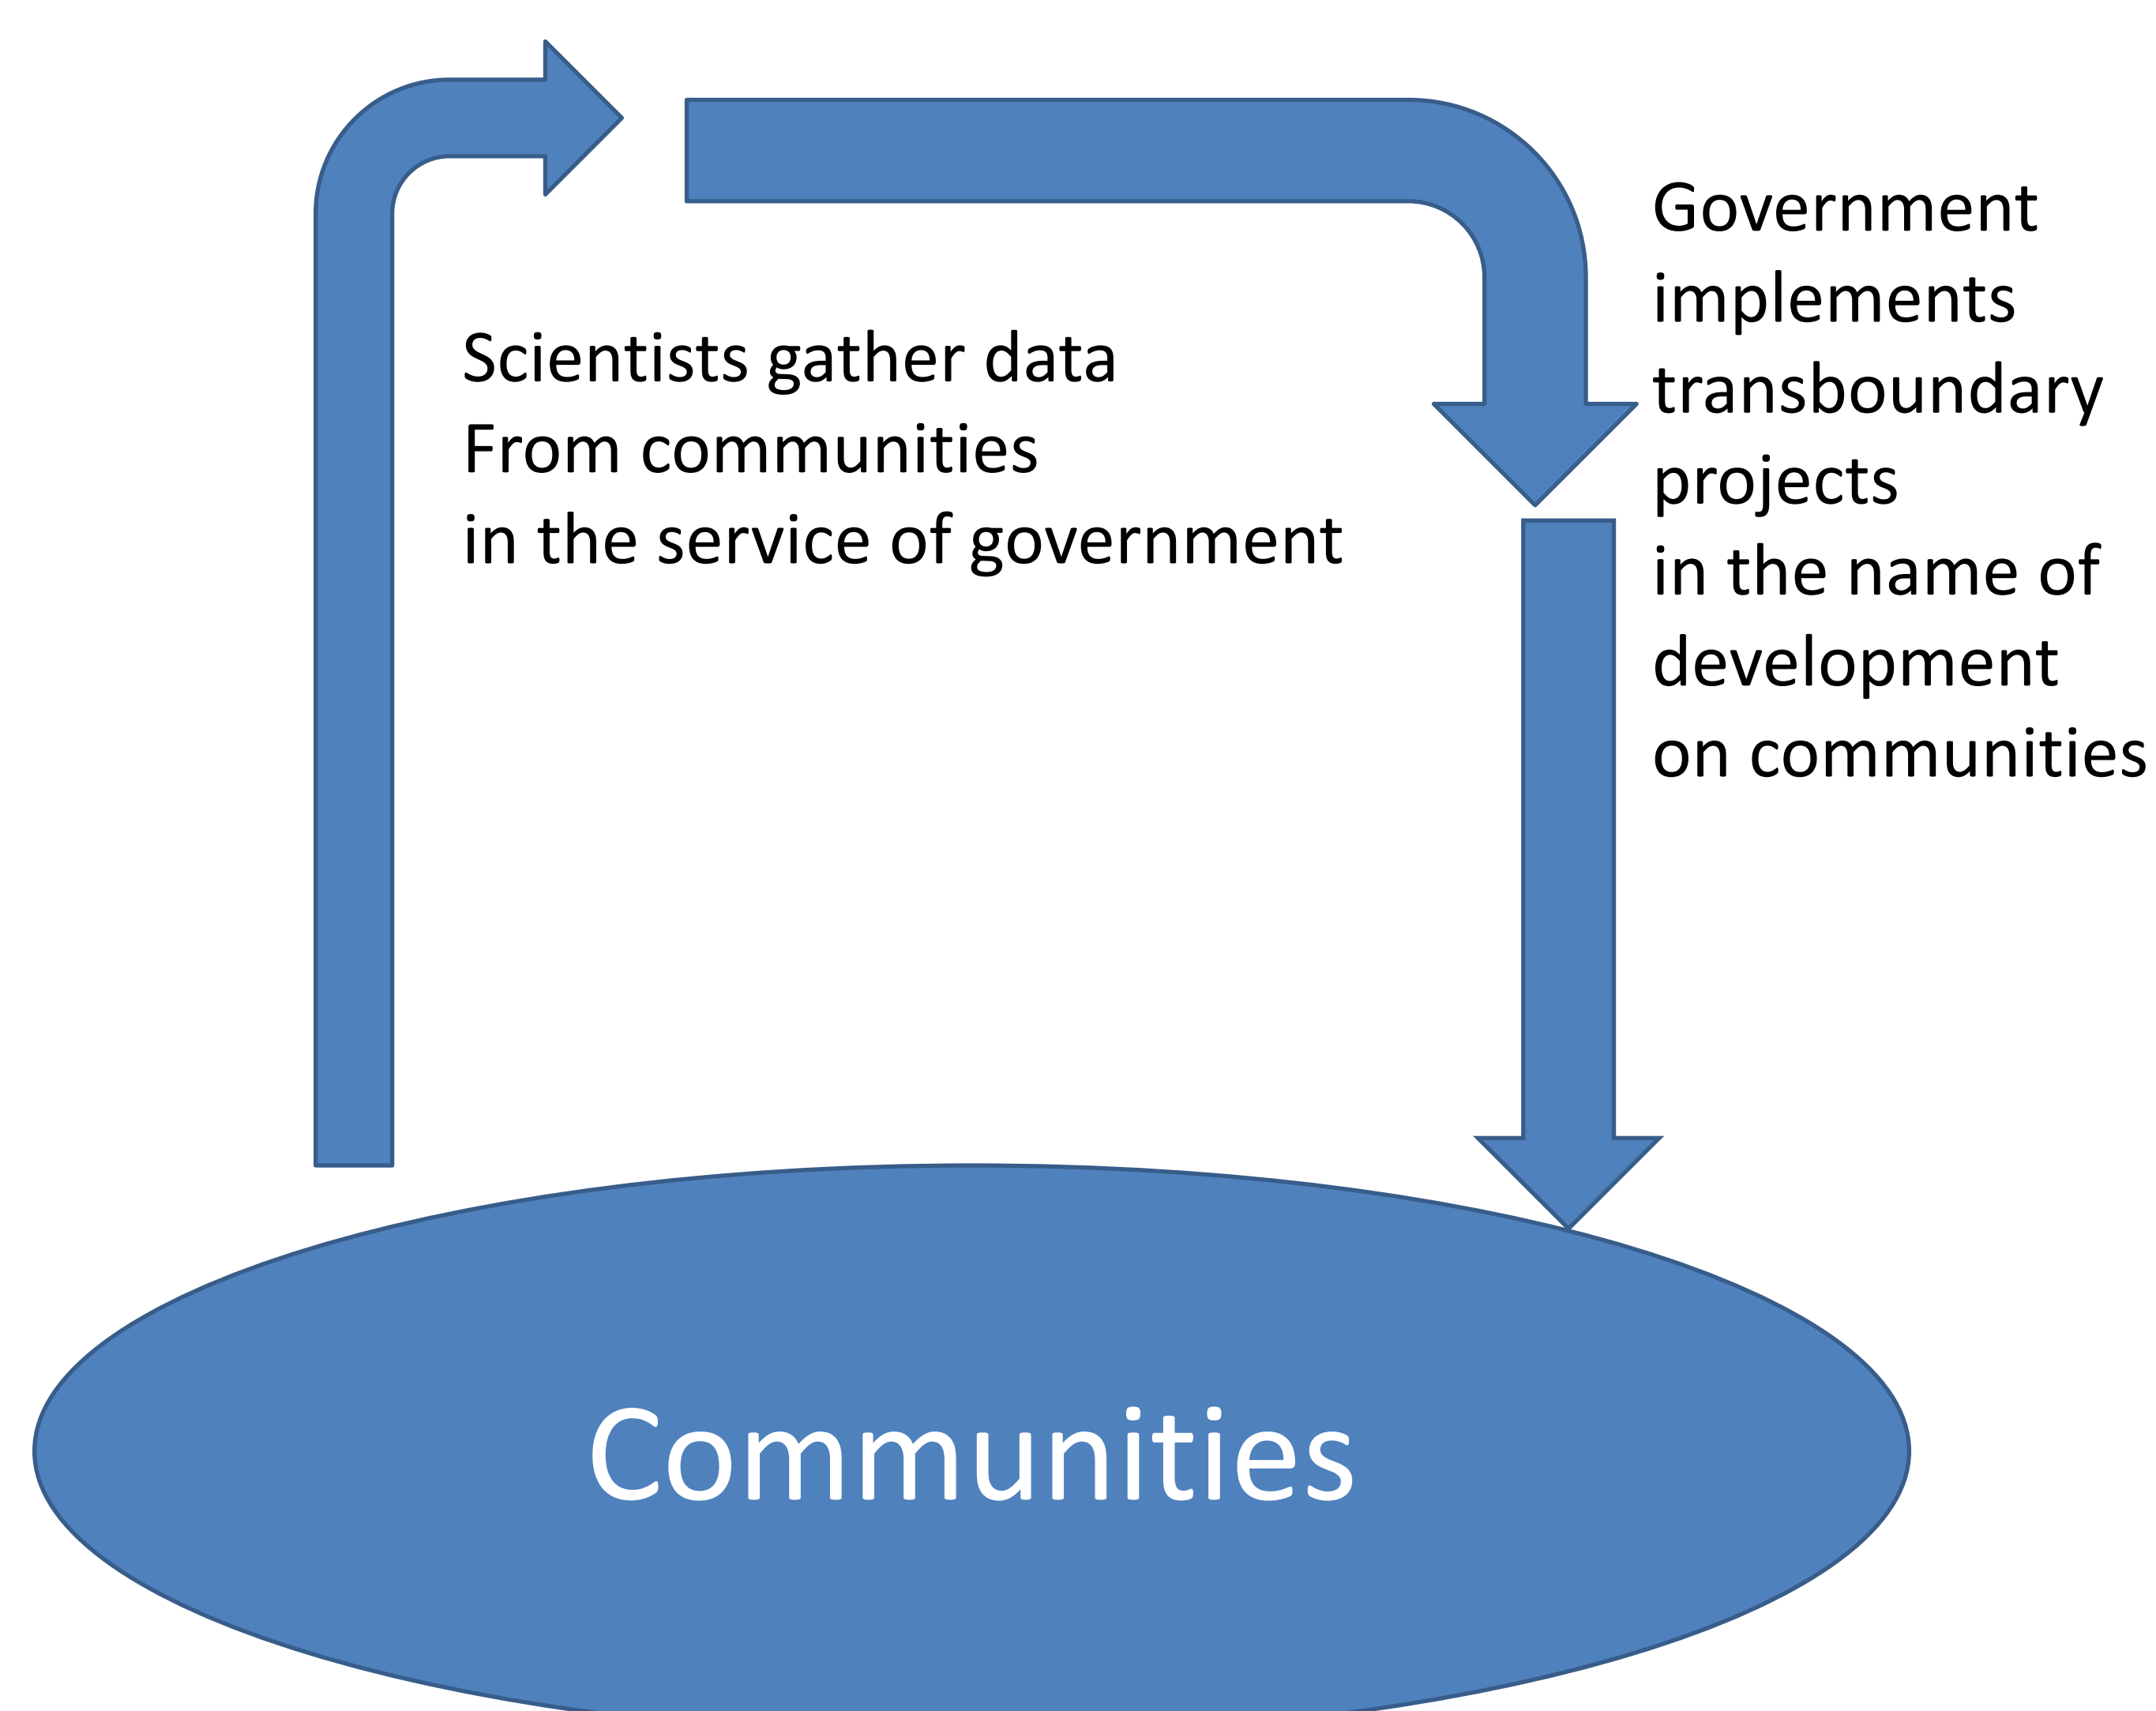 Scientists gather data
From communities
in the service of government
Government
implements
transboundary
projects
in the name of
development
on communities
Communities